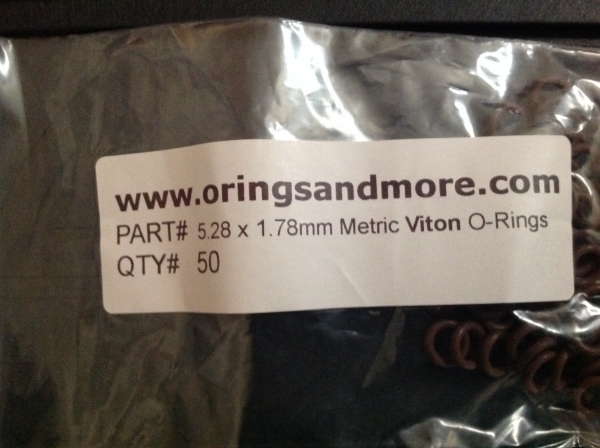 www.oringsandmore.com
PART# 5.28 x 1.78mm Metric Viton O-Rings
QTY# 50